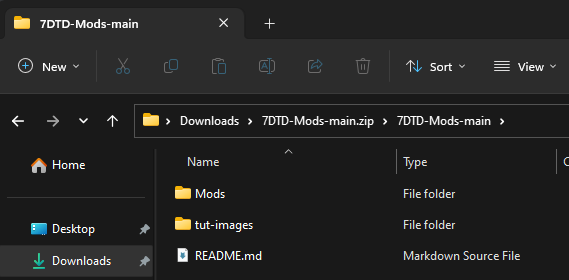 7DTD-Mods-main
New Sort View
Downloads 7DTD-Mods-main.zip 7DTD-Mods-main
Home
Desktop
Downloads
Name Type
Mods File folder
tut-images File folder
README.md Markdown Source File